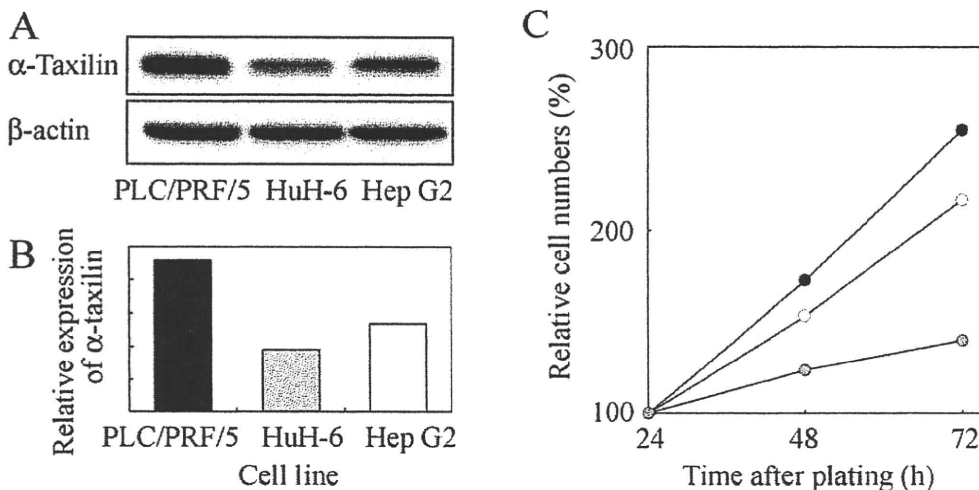 A
α-Taxilin
β-actin
PLC/PRF/5 HuH-6 Hep G2
B
Relative expression
of α-taxilin
PLC/PRF/5 HuH-6 Hep G2
Cell line
C
Relative cell numbers (%)
300
200
100
24 48 72
Time after plating (h)